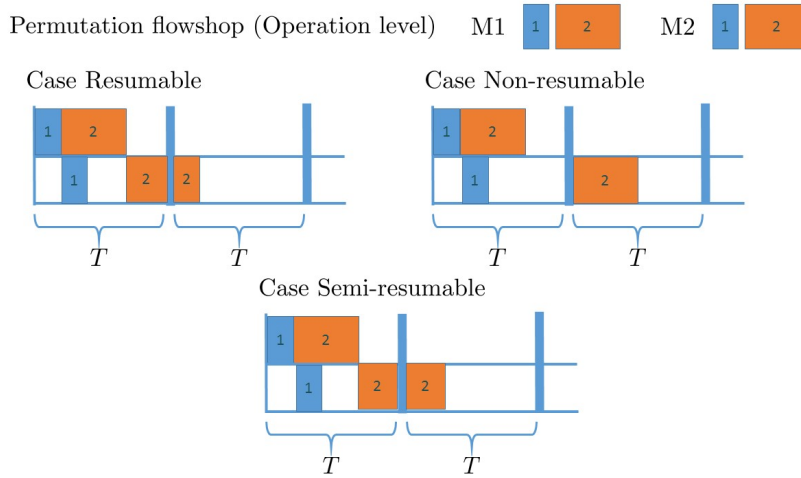 Permutation flowshop (Operation level) M1 1 2 M2 1 2
Case Resumable
1 2
1 2 2
T T
Case Non-resumable
1 2
1 2
T T
Case Semi-resumable
1 2
1 2 2
T T